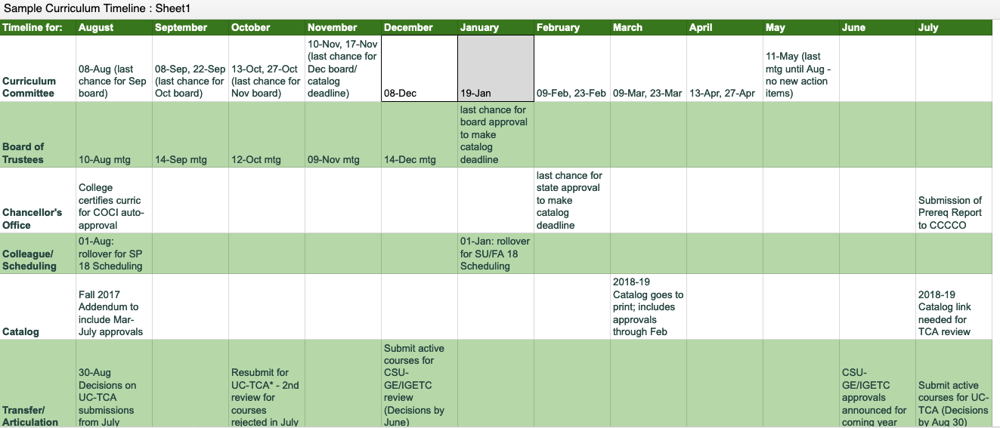 Sample Curriculum Timeline : Sheet1
Timeline for: August September October November December January February March April May June July
Curriculum
Committee
08-Aug (last
chance for Sep
board)
08-Sep, 22-Sep
(last chance for
Oct board)
13-Oct, 27-Oct
(last chance for
Nov board)
10-Nov, 17-Nov
(last chance for
Dec board/
catalog
deadline)
08-Dec
19-Jan
09-Feb, 23-Feb
09-Mar, 23-Mar
13-Apr, 27-Apr
11-May (last
mtg until Aug -
no new action
items)
Board of
Trustees
10-Aug mtg
14-Sep mtg
12-Oct mtg
09-Nov mtg
14-Dec mtg
last chance for
board approval
to make
catalog
deadline
Chancellor's
Office
College
certifies curric
for COCI auto-
approval
last chance for
state approval
to make
catalog
deadline
Submission of
Prereq Report
to CCCCO
Colleague/
Scheduling
01-Aug:
rollover for SP
18 Scheduling
01-Jan: rollover
for SU/FA 18
Scheduling
Catalog
Fall 2017
Addendum to
include Mar-
July approvals
2018-19
Catalog goes to
print; includes
approvals
through Feb
2018-19
Catalog link
needed for
TCA review
Transfer/
Articulation
30-Aug
Decisions on
UC-TCA
submissions
from July
Resubmit for
UC-TCA* - 2nd
review for
courses
rejected in July
Submit active
courses for
CSU-
GE/IGETC
review
(Decisions by
June)
CSU-
GE/IGETC
approvals
announced for
coming year
Submit active
courses for UC-
TCA (Decisions
by Aug 30)